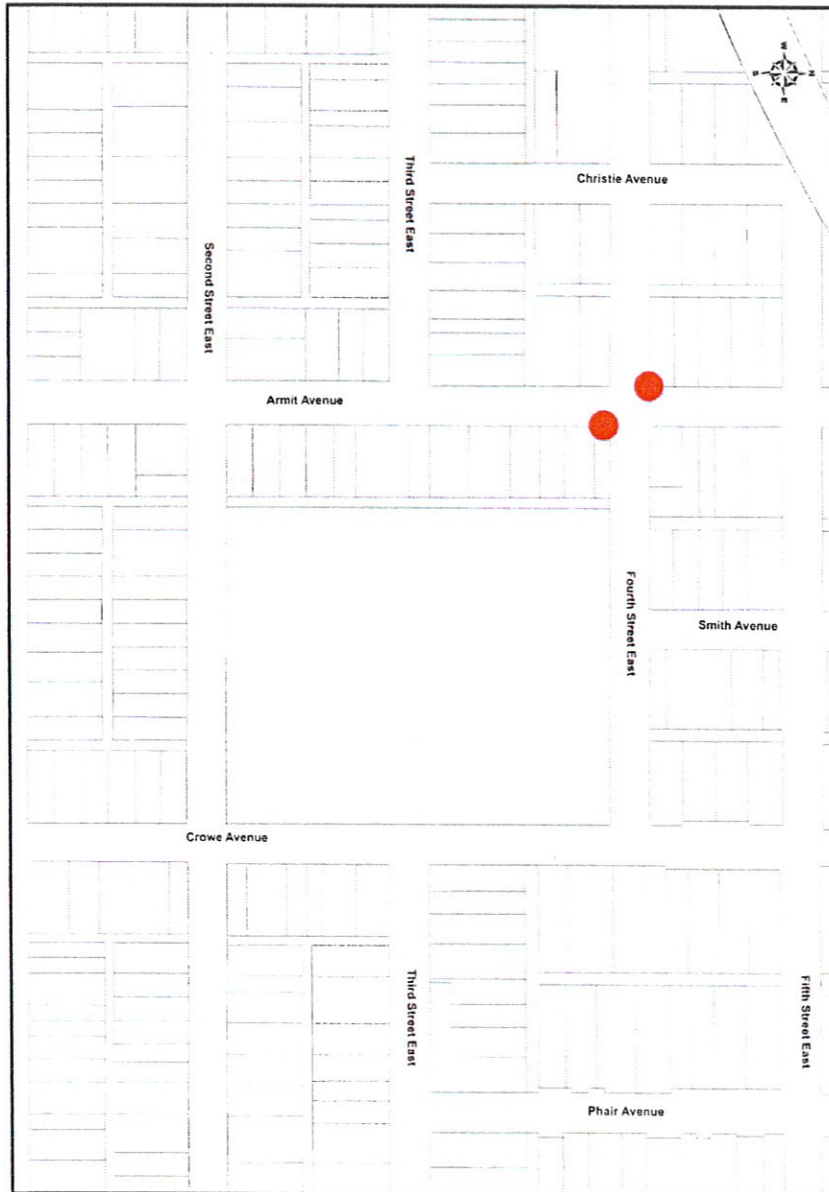 W
N
S
E
Christie Avenue
Third Street East
Second Street East
Armit Avenue
Fourth Street East
Smith Avenue
Crowe Avenue
Third Street East
Fifth Street East
Phair Avenue